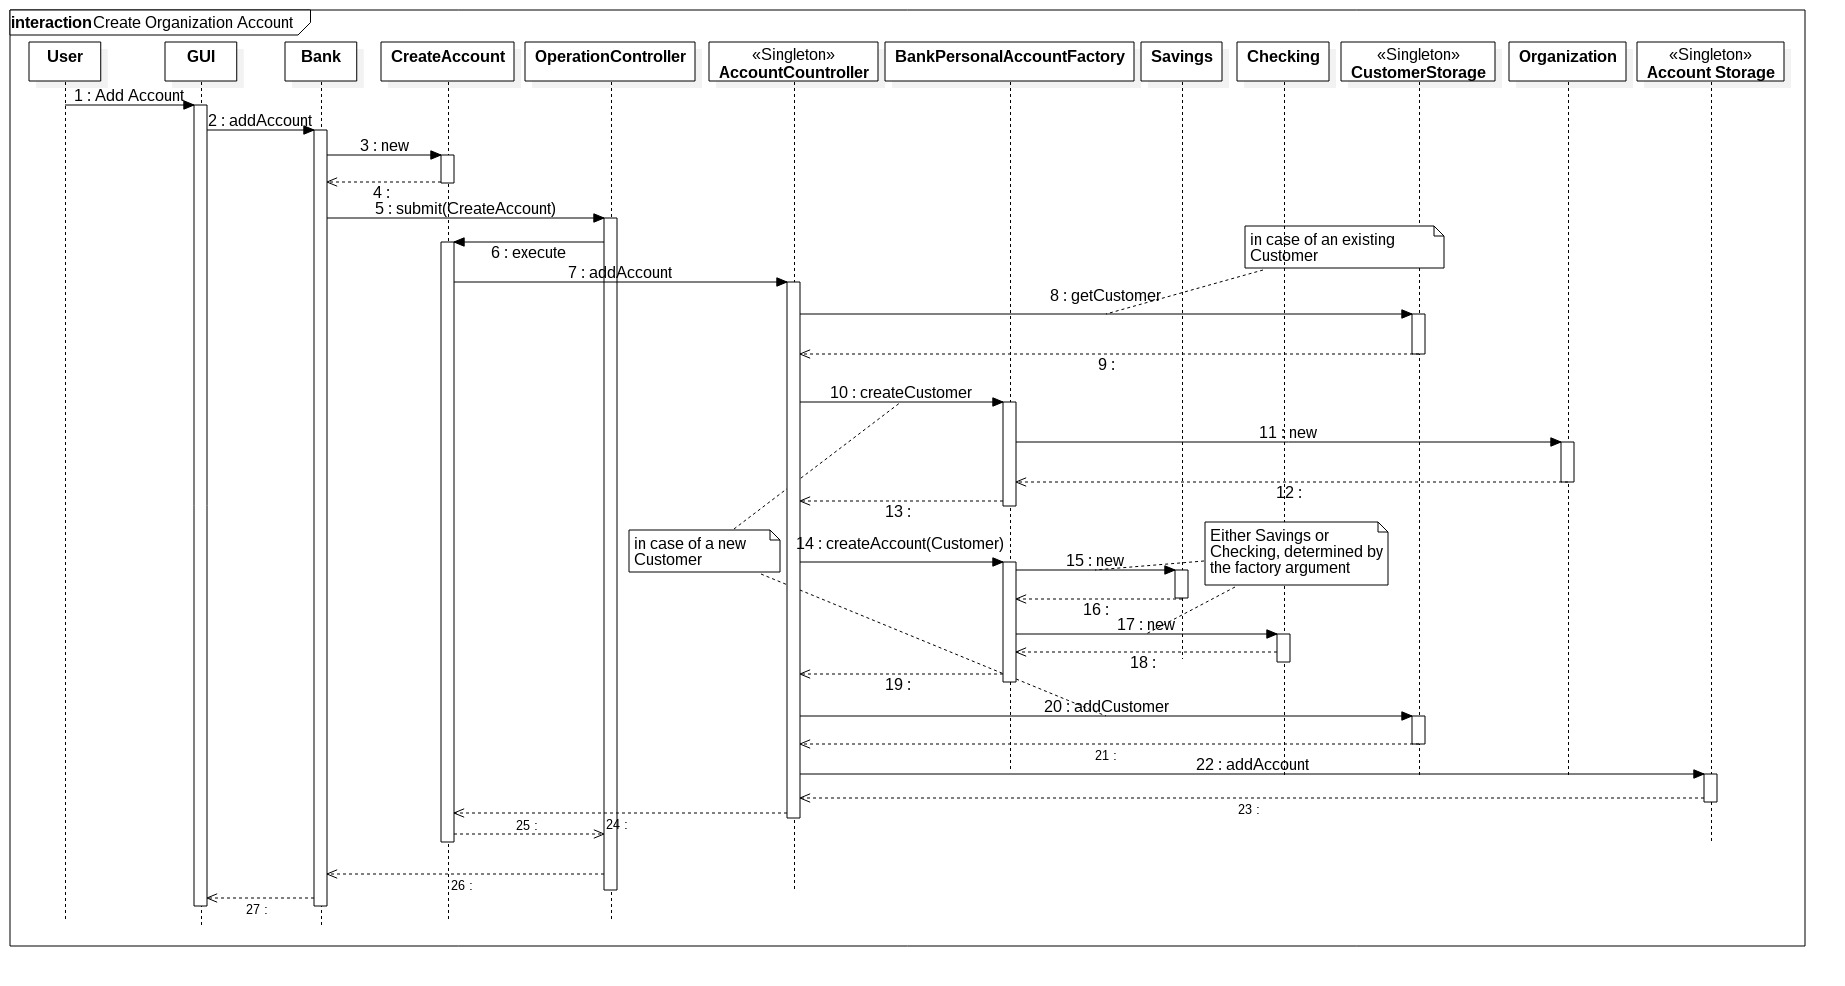 interaction Create Organization Account
User
GUI
Bank
CreateAccount
OperationController
«Singleton»
AccountCountroller
BankPersonalAccountFactory
Savings
Checking
«Singleton»
CustomerStorage
Organization
«Singleton»
Account Storage
1 : Add Account
2 : addAccount
3 : new
4 :
5 : submit(CreateAccount)
6 : execute
7 : addAccount
in case of an existing
Customer
8 : getCustomer
9 :
10 : createCustomer
11 : new
12 :
13 :
in case of a new
Customer
14 : createAccount(Customer)
Either Savings or
Checking, determined by
the factory argument
15 : new
16 :
17 : new
18 :
19 :
20 : addCustomer
21 :
22 : addAccount
23 :
24 :
25 :
26 :
27 :